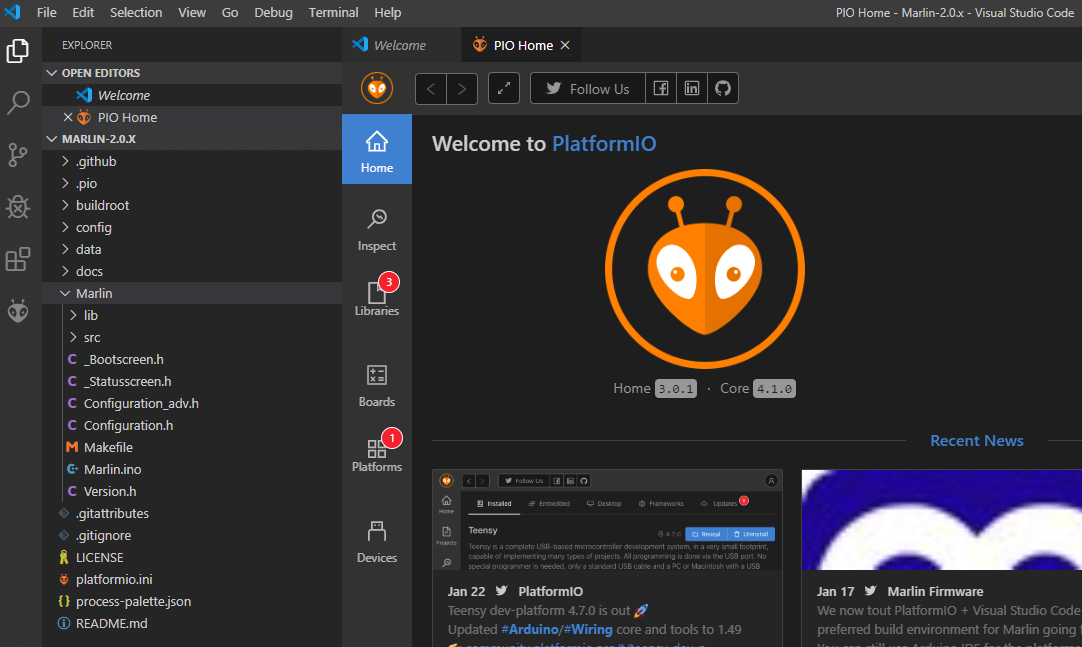 File Edit Selection View Go Debug Terminal Help
PIO Home - Marlin-2.0.x - Visual Studio Code
EXPLORER
OPEN EDITORS
Welcome
PIO Home
MARLIN-2.0.X
.github
.pio
buildroot
config
data
docs
Marlin
lib
src
_Bootscreen.h
_Statusscreen.h
Configuration_adv.h
Configuration.h
Makefile
Marlin.ino
Version.h
.gitattributes
.gitignore
LICENSE
platformio.ini
process-palette.json
README.md
Welcome
PIO Home
Follow Us
Home
Inspect
3
Libraries
Boards
1
Platforms
Devices
Welcome to PlatformIO
Home 3.0.1 · Core 4.1.0
Recent News
Follow Us
Home
Projects
Installed Embedded Desktop Frameworks Updates
Teensy
4.7.0 Reveal Uninstall
Teensy is a complete USB-based microcontroller development system, in a very small footprint,
capable of implementing many types of projects. All programming is done via the USB port. No
special programmer is needed, only a standard USB cable and a PC or Macintosh with a USB
Jan 22 PlatformIO
Teensy dev-platform 4.7.0 is out 🚀
Updated #Arduino/#Wiring core and tools to 1.49
Jan 17 Marlin Firmware
We now tout PlatformIO + Visual Studio Code
preferred build environment for Marlin going